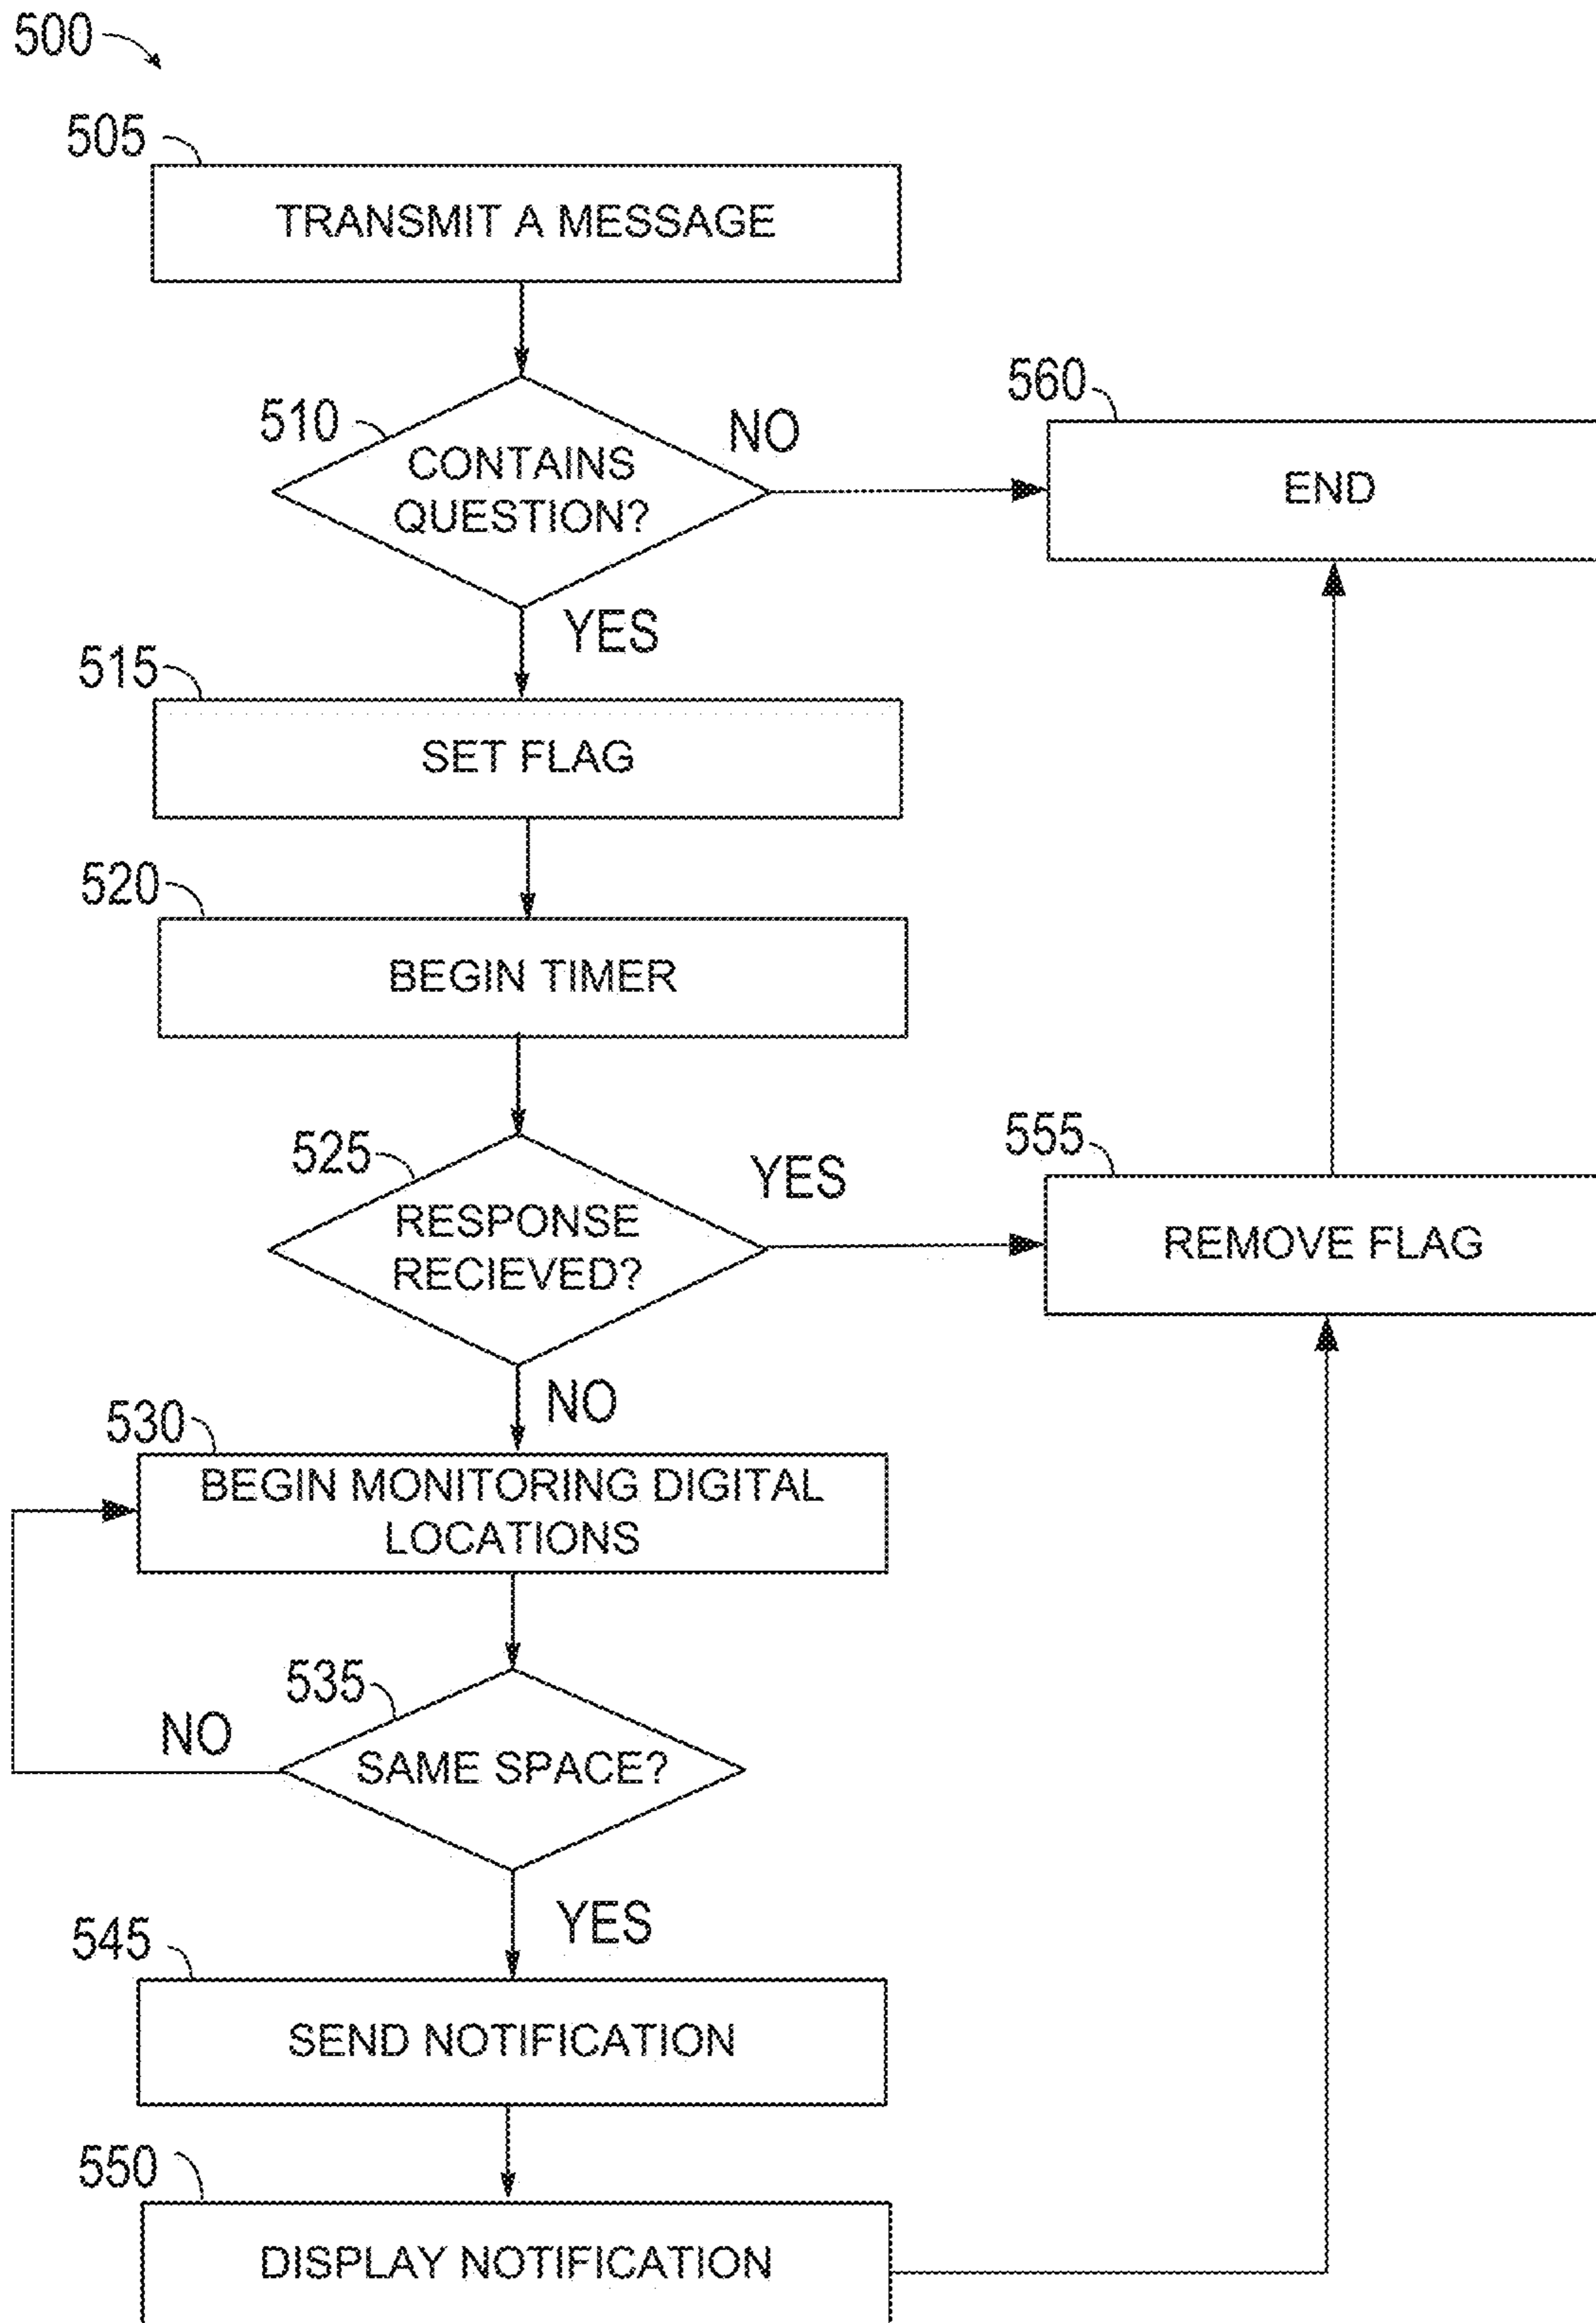 500
505
TRANSMIT A MESSAGE
510
CONTAINS
QUESTION?
NO
560
END
YES
515
SET FLAG
520
BEGIN TIMER
525
RESPONSE
RECIEVED?
YES
555
REMOVE FLAG
NO
530
BEGIN MONITORING DIGITAL
LOCATIONS
535
SAME SPACE?
NO
YES
545
SEND NOTIFICATION
550
DISPLAY NOTIFICATION